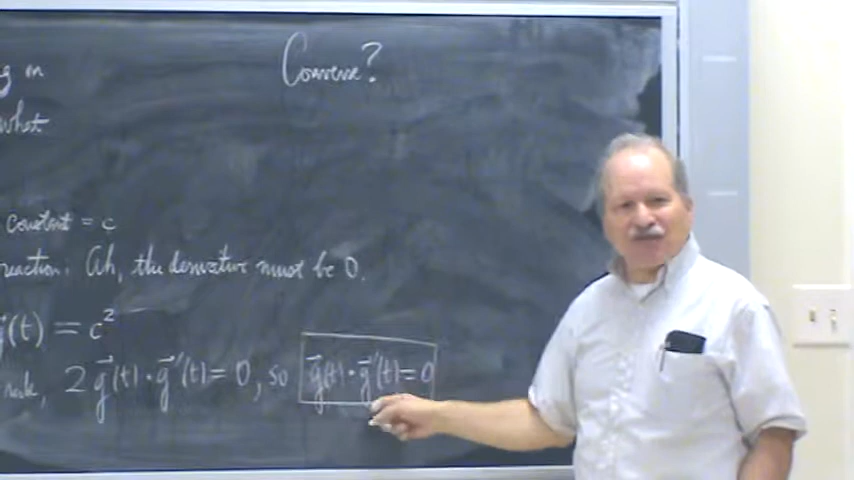 g on
Converse?
what
constant = c
reaction. Ah, the derivative must be 0.
g⃗(t) = c²
rule, 2 g⃗(t) · g⃗'(t) = 0, so g⃗(t) · g⃗'(t) = 0